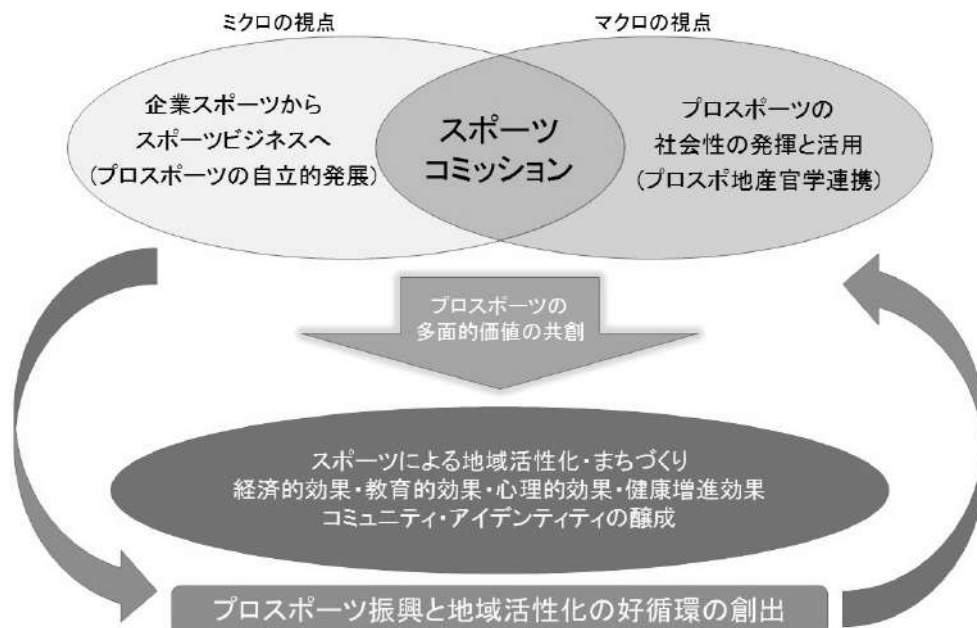 ミクロの視点
マクロの視点
企業スポーツから
スポーツビジネスへ
(プロスポーツの自立的発展)
スポーツ
コミッション
プロスポーツの
社会性の発揮と活用
(プロスポ地産官学連携)
プロスポーツの
多面的価値の共創
スポーツによる地域活性化・まちづくり
経済的効果・教育的効果・心理的効果・健康増進効果
コミュニティ・アイデンティティの醸成
プロスポーツ振興と地域活性化の好循環の創出